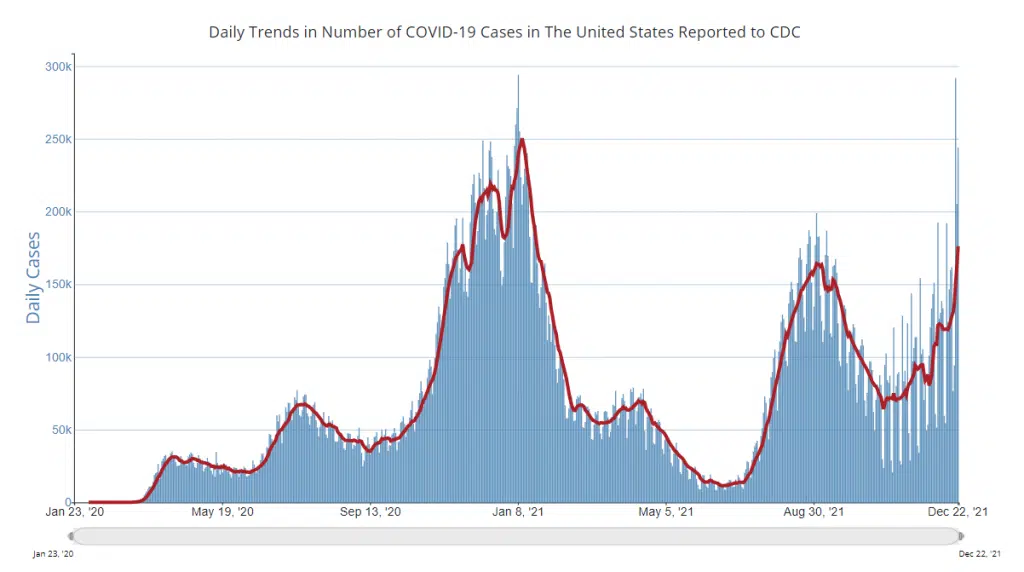 Daily Trends in Number of COVID-19 Cases in The United States Reported to CDC
300k
250k
200k
150k
100k
50k
0
Daily Cases
Jan 23, '20
May 19, '20
Sep 13, '20
Jan 8, '21
May 5, '21
Aug 30, '21
Dec 22, '21
Jan 23, '20
Dec 22, '21